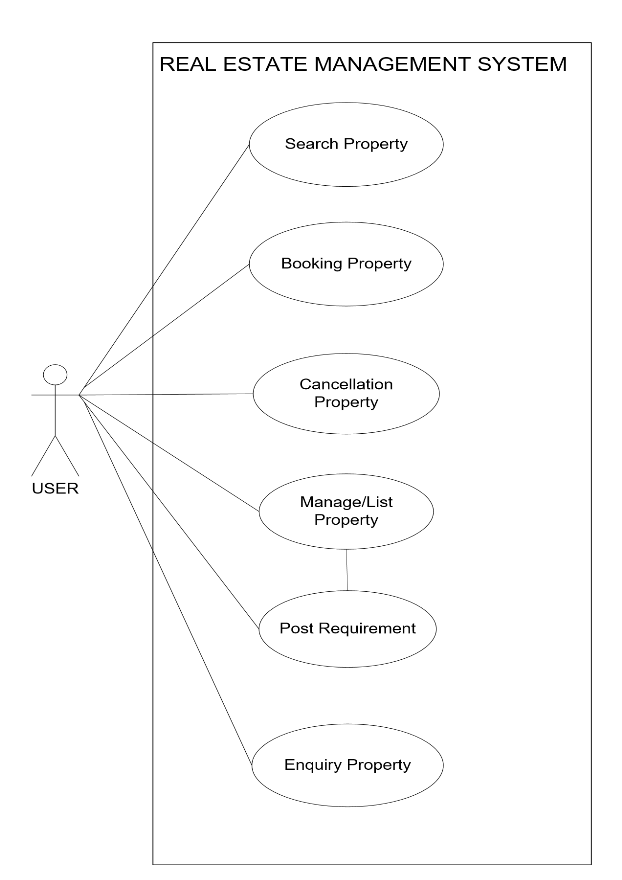 REAL ESTATE MANAGEMENT SYSTEM
Search Property
Booking Property
Cancellation
Property
USER
Manage/List
Property
Post Requirement
Enquiry Property